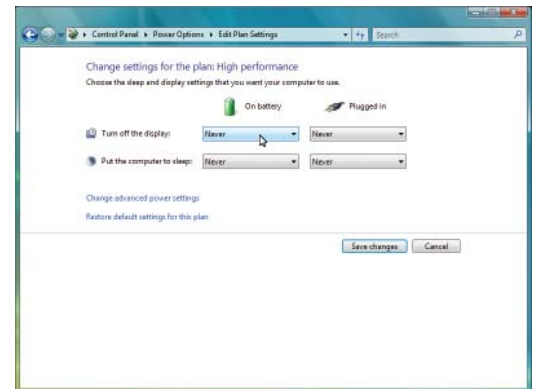 Control Panel ▸ Power Options ▸ Edit Plan Settings Search
Change settings for the plan: High performance
Choose the sleep and display settings that you want your computer to use.
On battery Plugged in
Turn off the display: Never Never
Put the computer to sleep: Never Never
Change advanced power settings
Restore default settings for this plan
Save changes Cancel